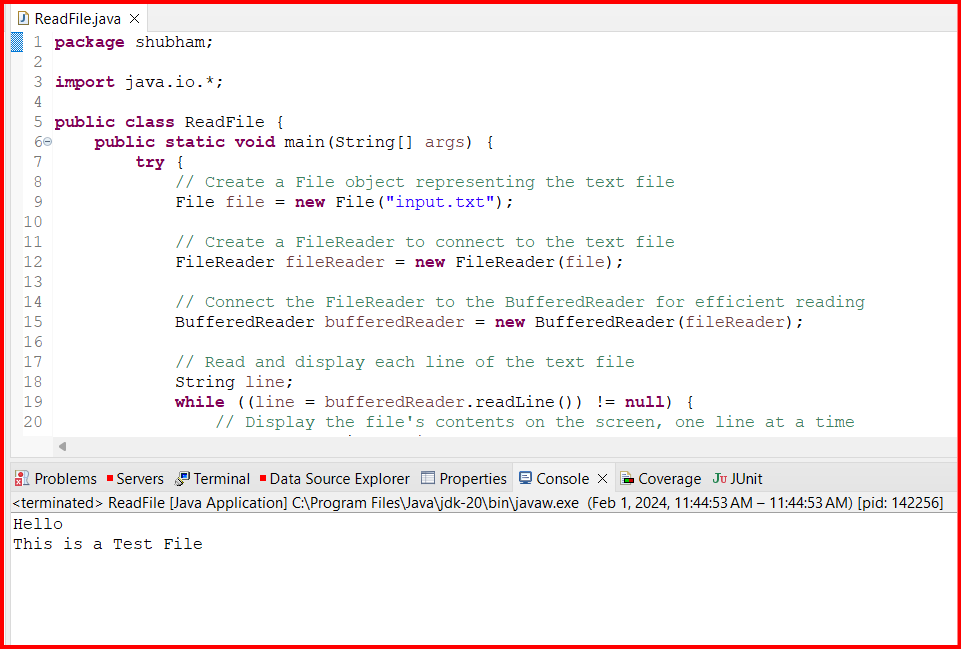 ReadFile.java
1 package shubham;
2
3 import java.io.*;
4
5 public class ReadFile {
6 public static void main(String[] args) {
7 try {
8 // Create a File object representing the text file
9 File file = new File("input.txt");
10
11 // Create a FileReader to connect to the text file
12 FileReader fileReader = new FileReader(file);
13
14 // Connect the FileReader to the BufferedReader for efficient reading
15 BufferedReader bufferedReader = new BufferedReader(fileReader);
16
17 // Read and display each line of the text file
18 String line;
19 while ((line = bufferedReader.readLine()) != null) {
20 // Display the file's contents on the screen, one line at a time
Problems Servers Terminal Data Source Explorer Properties Console Coverage JUnit
<terminated> ReadFile [Java Application] C:\Program Files\Java\jdk-20\bin\javaw.exe (Feb 1, 2024, 11:44:53 AM – 11:44:53 AM) [pid: 142256]
Hello
This is a Test File